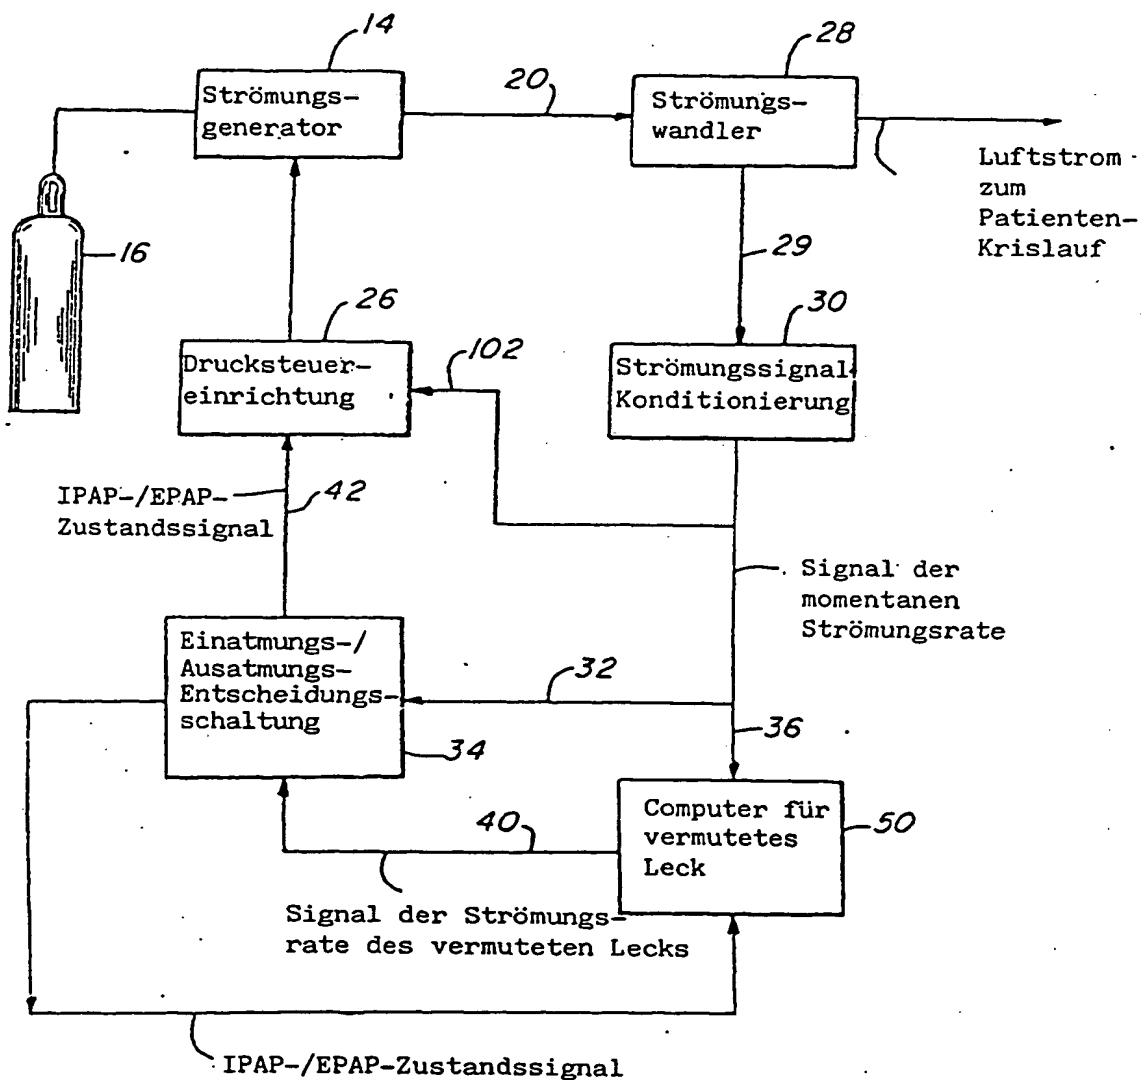 14
28
Strömungs-
generator
20
Strömungs-
wandler
Luftstrom
zum
Patienten-
Krislauf
16
29
26
30
102
Drucksteuer-
einrichtung
Strömungssignal-
Konditionierung
IPAP-/EPAP-
Zustandssignal
42
Signal der
momentanen
Strömungsrate
Einatmungs-/
Ausatmungs-
Entscheidungs-
schaltung
32
36
34
Computer für
vermutetes
Leck
40
50
Signal der Strömungs-
rate des vermuteten Lecks
IPAP-/EPAP-Zustandssignal